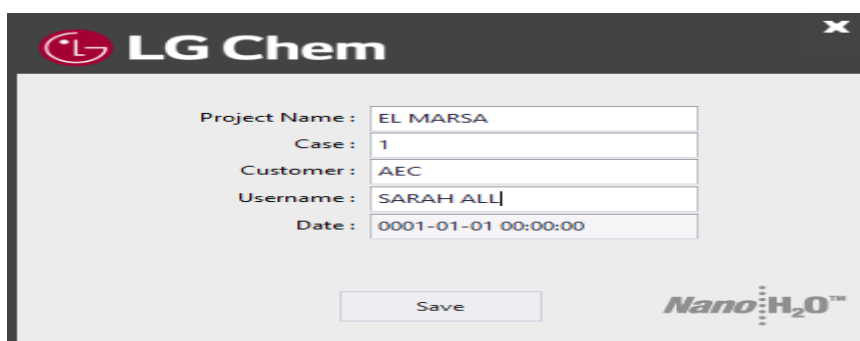 LG Chem
Project Name : EL MARSA
Case : 1
Customer : AEC
Username : SARAH ALL
Date : 0001-01-01 00:00:00
Save
NanoH₂O™